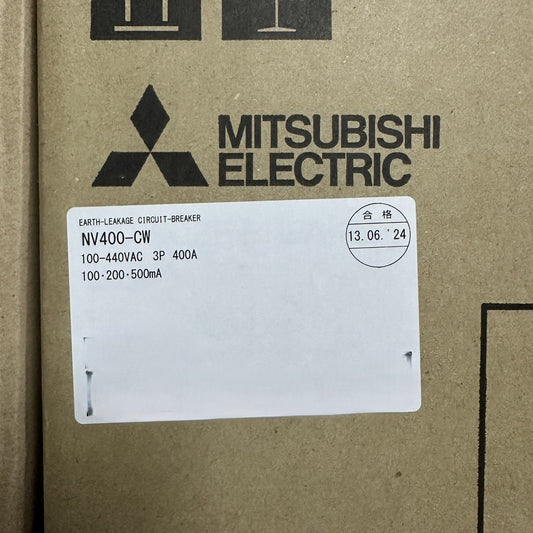 MITSUBISHI
ELECTRIC
EARTH-LEAKAGE CIRCUIT-BREAKER
NV400-CW
100-440VAC 3P 400A
100·200·500mA
合格
13.06.'24